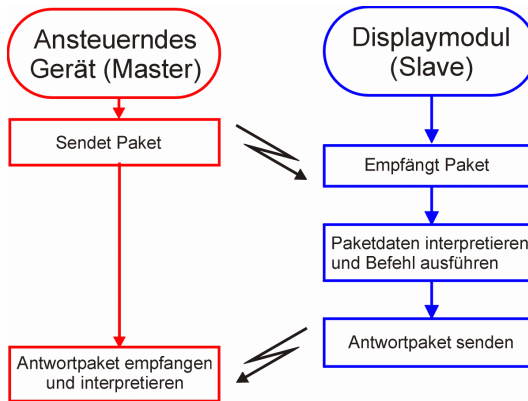 Ansteuerndes
Gerät (Master)
Sendet Paket
Antwortpaket empfangen
und interpretieren
Displaymodul
(Slave)
Empfängt Paket
Paketdaten interpretieren
und Befehl ausführen
Antwortpaket senden